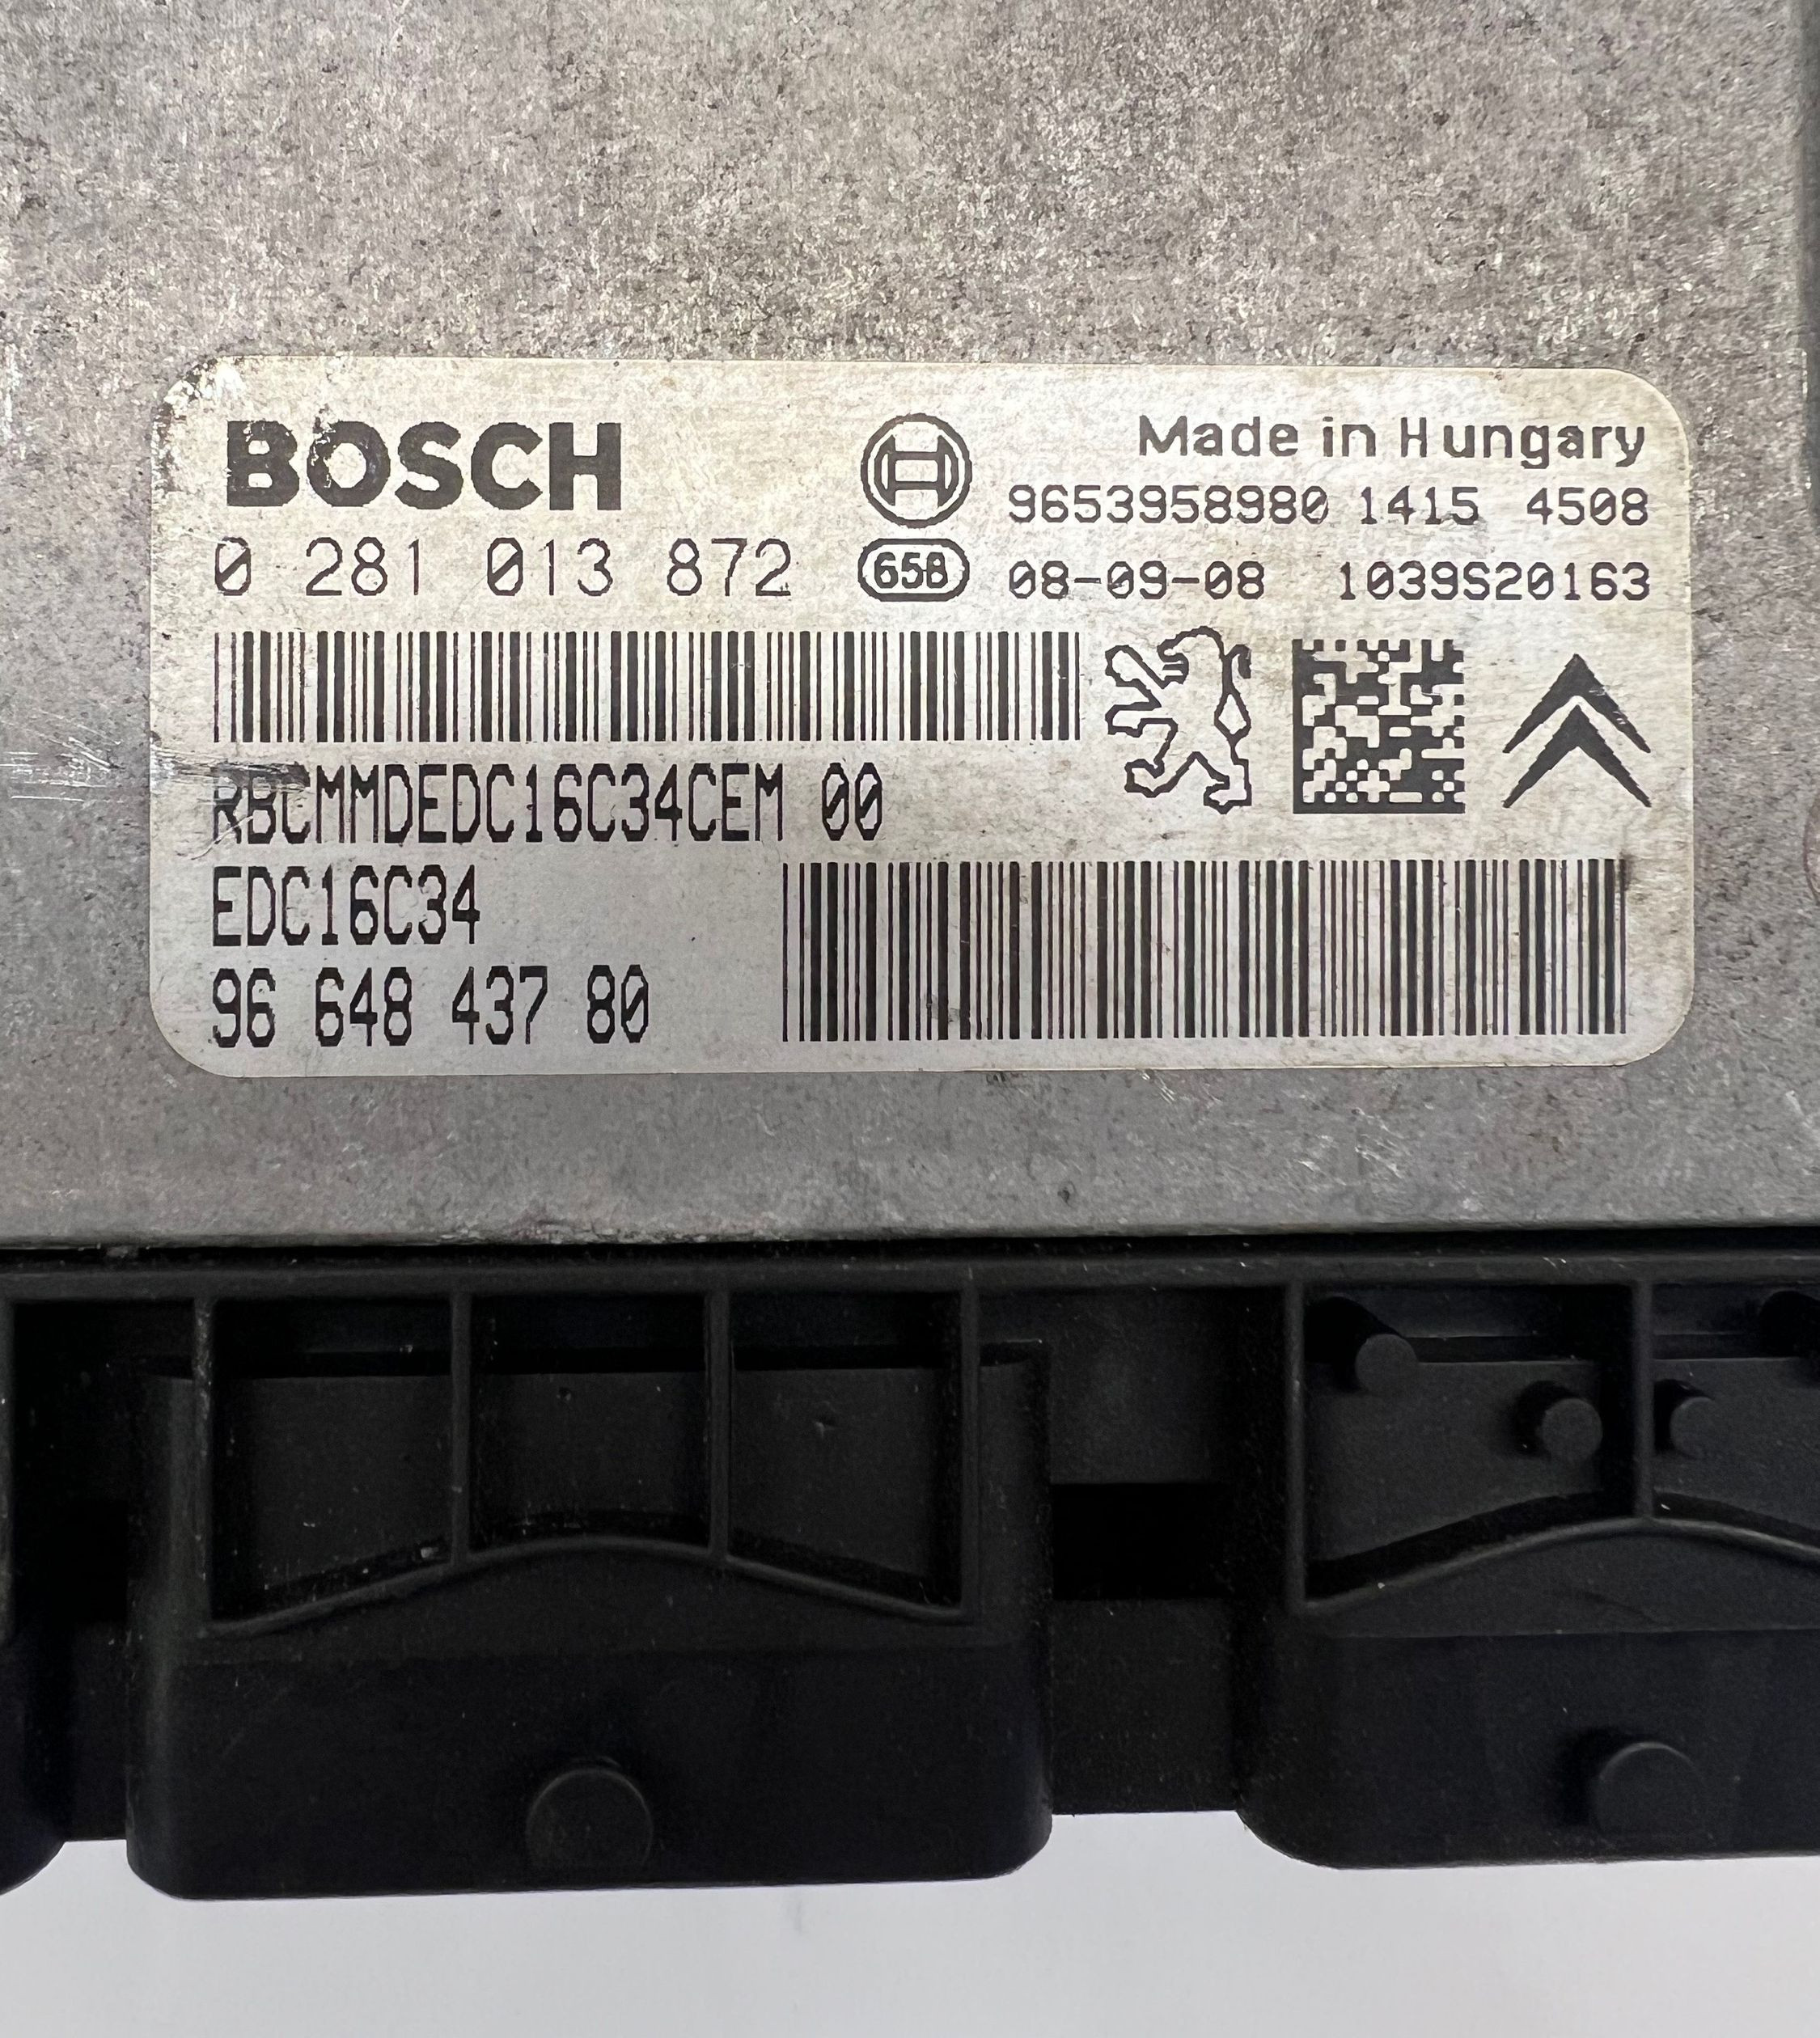 BOSCH
Made in Hungary
9653958980 1415 4508
0 281 013 872
658
08-09-08 1039S20163
RBCMMDEDC16C34CEM 00
EDC16C34
96 648 437 80